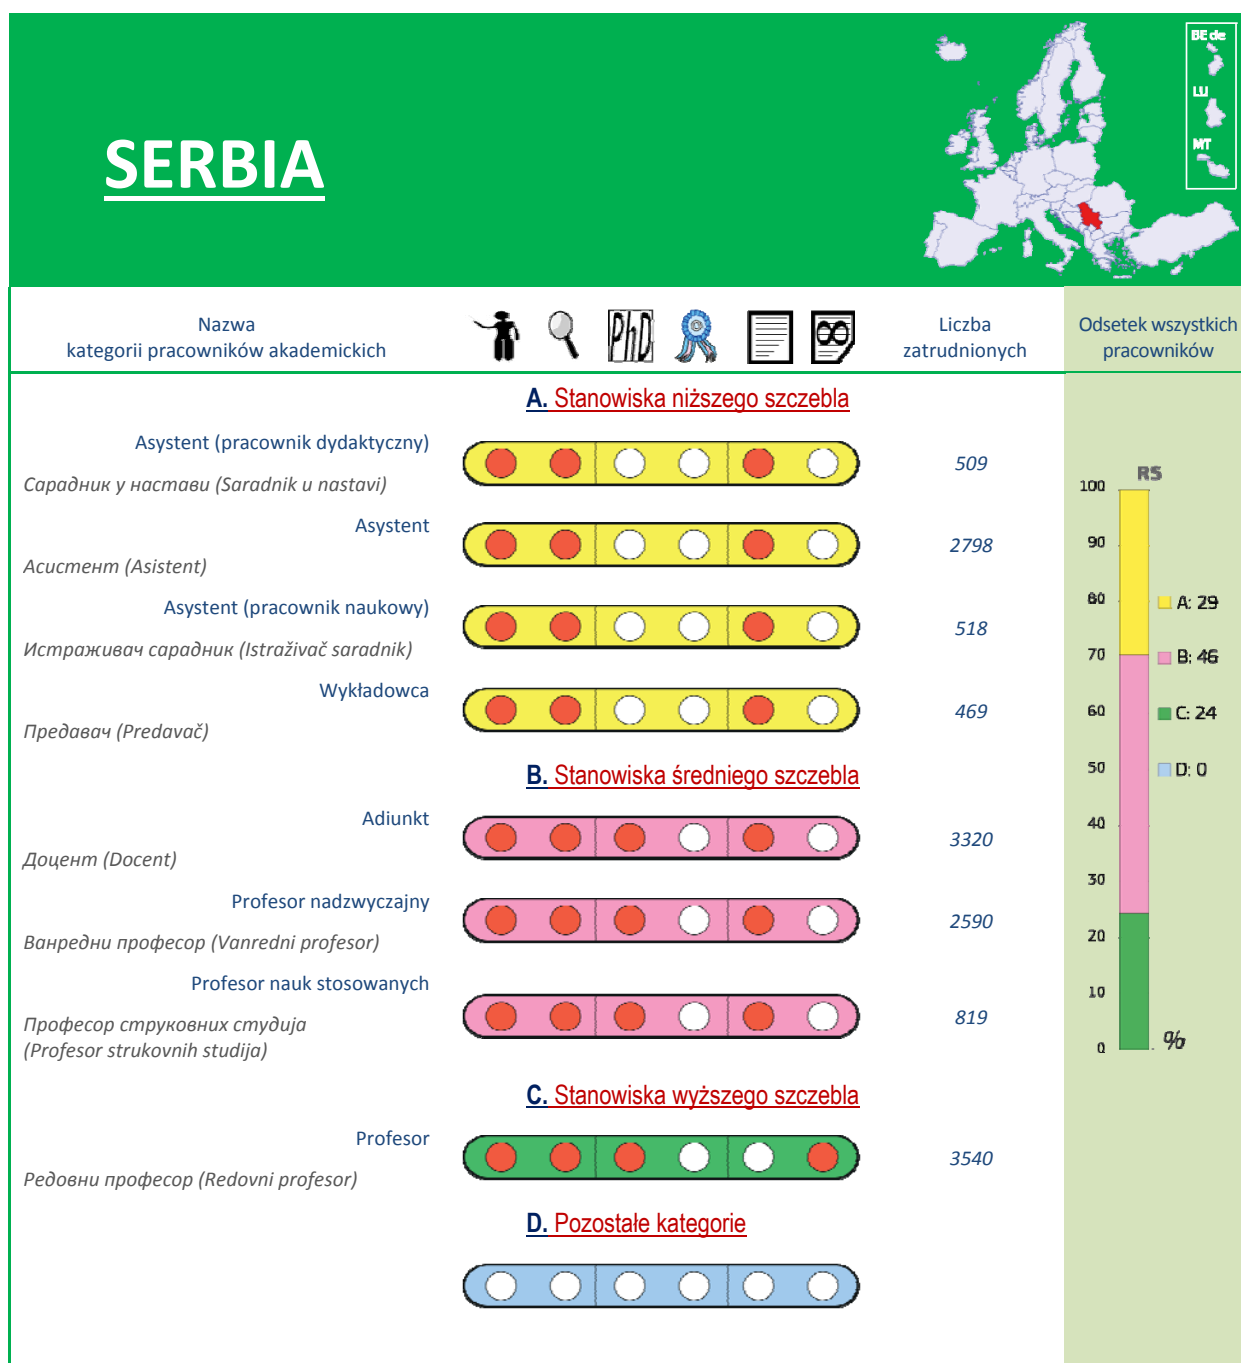 BE de
LU
MT
SERBIA
Nazwa
kategorii pracowników akademickich
PhD
∞
Liczba
zatrudnionych
Odsetek wszystkich
pracowników
A. Stanowiska niższego szczebla
Asystent (pracownik dydaktyczny)
Сарадник у настави (Saradnik u nastavi)
509
Asystent
Асистент (Asistent)
2798
Asystent (pracownik naukowy)
Истраживач сарадник (Istraživač saradnik)
518
Wykładowca
Предавач (Predavač)
469
B. Stanowiska średniego szczebla
Adiunkt
Доцент (Docent)
3320
Profesor nadzwyczajny
Ванредни професор (Vanredni profesor)
2590
Profesor nauk stosowanych
Професор струковних студија
(Profesor strukovnih studija)
819
C. Stanowiska wyższego szczebla
Profesor
Редовни професор (Redovni profesor)
3540
D. Pozostałe kategorie
RS
100
90
80
70
60
50
40
30
20
10
0
%
A: 29
B: 46
C: 24
D: 0